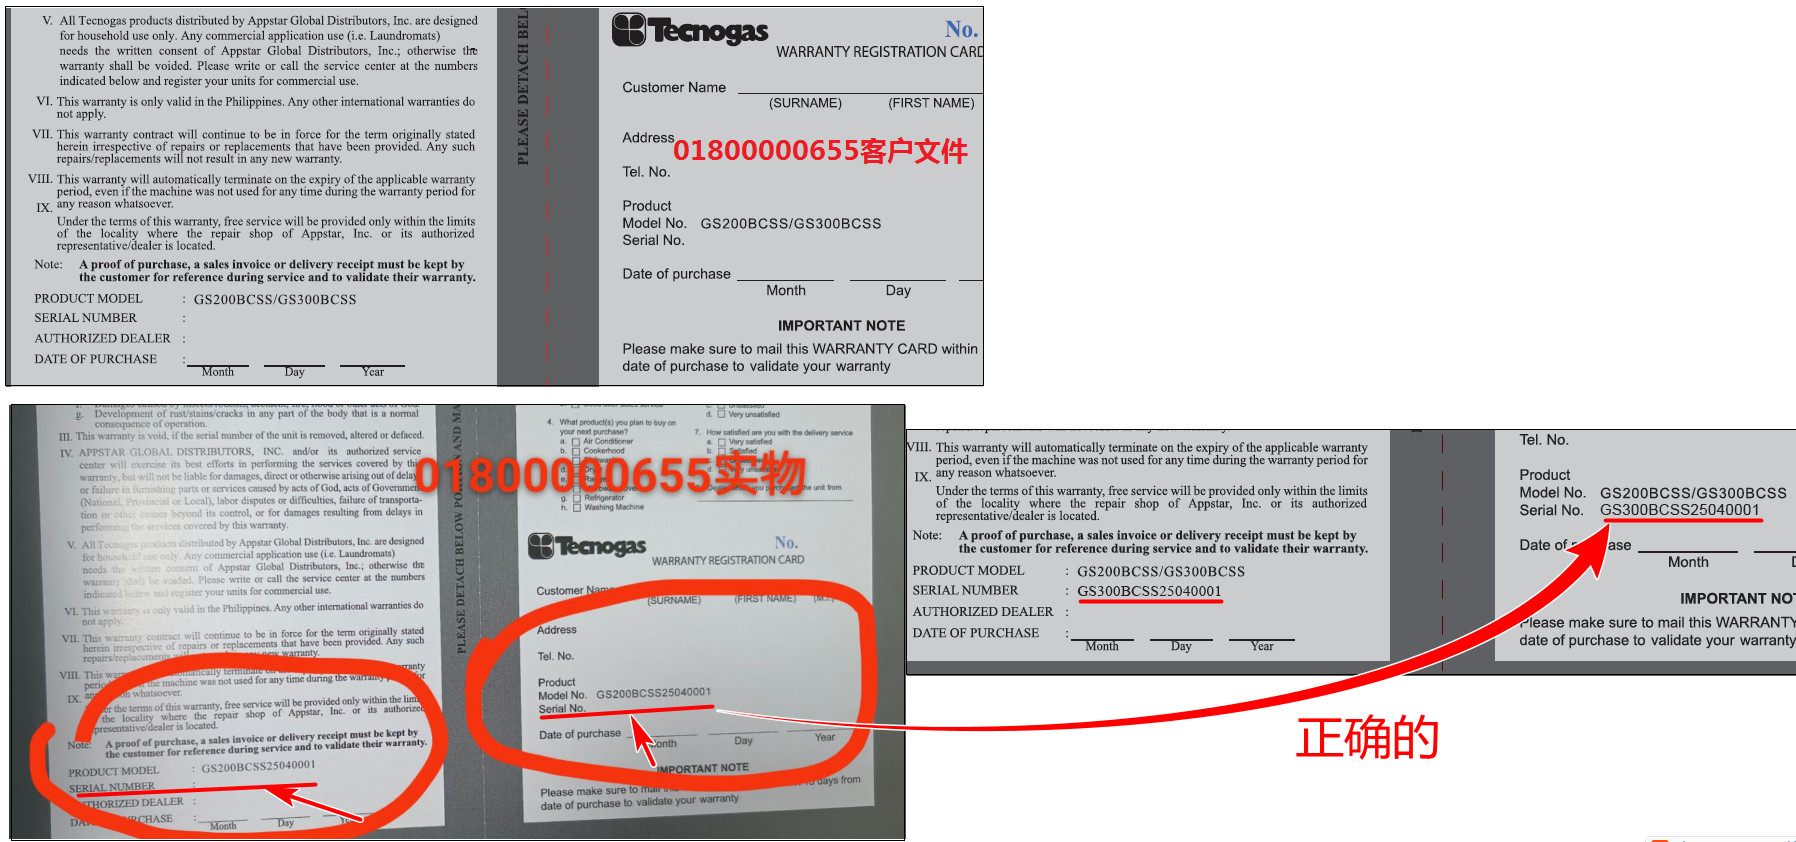 V. All Tecnogas products distributed by Appstar Global Distributors, Inc. are designed
for household use only. Any commercial application use (i.e. Laundromats)
needs the written consent of Appstar Global Distributors, Inc.; otherwise the
warranty shall be voided. Please write or call the service center at the numbers
indicated below and register your units for commercial use.
VI. This warranty is only valid in the Philippines. Any other international warranties do
not apply.
VII. This warranty contract will continue to be in force for the term originally stated
herein irrespective of repairs or replacements that have been provided. Any such
repairs/replacements will not result in any new warranty.
VIII. This warranty will automatically terminate on the expiry of the applicable warranty
period, even if the machine was not used for any time during the warranty period for
any reason whatsoever.
IX.
Under the terms of this warranty, free service will be provided only within the limits
of the locality where the repair shop of Appstar, Inc. or its authorized
representative/dealer is located.
Note: A proof of purchase, a sales invoice or delivery receipt must be kept by
the customer for reference during service and to validate their warranty.
PRODUCT MODEL : GS200BCSS/GS300BCSS
SERIAL NUMBER :
AUTHORIZED DEALER :
DATE OF PURCHASE :
Month Day Year
PLEASE DETACH BEL
Tecnogas
No.
WARRANTY REGISTRATION CARD
Customer Name
(SURNAME) (FIRST NAME)
Address
01800000655客户文件
Tel. No.
Product
Model No. GS200BCSS/GS300BCSS
Serial No.
Date of purchase
Month Day
IMPORTANT NOTE
Please make sure to mail this WARRANTY CARD within
date of purchase to validate your warranty
g. Development of rust/stains/cracks in any part of the body that is a normal
consequence of operation.
III. This warranty is void, if the serial number of the unit is removed, altered or defaced.
IV. APPSTAR GLOBAL DISTRIBUTORS, INC. and/or its authorized service
center will exercise its best efforts in performing the services covered by this
warranty, but will not be liable for damages, direct or otherwise arising out of delay
or failure in furnishing parts or services caused by acts of God, acts of Government
(National, Provincial or Local), labor disputes or difficulties, failure of transporta-
tion or other causes beyond its control, or for damages resulting from delays in
performing the services covered by this warranty.
V. All Tecnogas products distributed by Appstar Global Distributors, Inc. are designed
for household use only. Any commercial application use (i.e. Laundromats)
needs the written consent of Appstar Global Distributors, Inc.; otherwise the
warranty shall be voided. Please write or call the service center at the numbers
indicated below and register your units for commercial use.
VI. This warranty is only valid in the Philippines. Any other international warranties do
not apply.
VII. This warranty contract will continue to be in force for the term originally stated
herein irrespective of repairs or replacements that have been provided. Any such
repairs/replacements will not result in any new warranty.
VIII. This warranty automatically terminate on
period the machine was not used for any time during the warranty period for
IX. any whatsoever.
the terms of this warranty, free service will be provided only within the
the locality where the repair shop of Appstar, Inc. or its authorized
representative/dealer is located.
Note: A proof of purchase, a sales invoice or delivery receipt must be kept by
the customer for reference during service and to validate their warranty.
PRODUCT MODEL : GS200BCSS25040001
SERIAL NUMBER :
AUTHORIZED DEALER :
DATE PURCHASE :
Month Day
PLEASE DETACH BELOW PORTION AND MA
d. Very unsatisfied
4. What product(s) you plan to buy on
your next purchase?
a. Air Conditioner
b. Cookerhood
g. Refrigerator
h. Washing Machine
7. How satisfied are you with the delivery service
a. Very satisfied
b. Satisfied
01800000655实物
Tecnogas
No.
WARRANTY REGISTRATION CARD
Customer Name
(SURNAME) (FIRST NAME) (M.I.)
Address
Tel. No.
Product
Model No. GS200BCSS25040001
Serial No.
Date of purchase
Month Day Year
IMPORTANT NOTE
Please make sure to mail days from
date of purchase to validate your warranty
VIII. This warranty will automatically terminate on the expiry of the applicable warranty
period, even if the machine was not used for any time during the warranty period for
IX. any reason whatsoever.
Under the terms of this warranty, free service will be provided only within the limits
of the locality where the repair shop of Appstar, Inc. or its authorized
representative/dealer is located.
Note: A proof of purchase, a sales invoice or delivery receipt must be kept by
the customer for reference during service and to validate their warranty.
PRODUCT MODEL : GS200BCSS/GS300BCSS
SERIAL NUMBER : GS300BCSS25040001
AUTHORIZED DEALER :
DATE OF PURCHASE :
Month Day Year
Tel. No.
Product
Model No. GS200BCSS/GS300BCSS
Serial No. GS300BCSS25040001
Date of purchase
Month
IMPORTANT NOT
Please make sure to mail this WARRANTY
date of purchase to validate your warranty
正确的